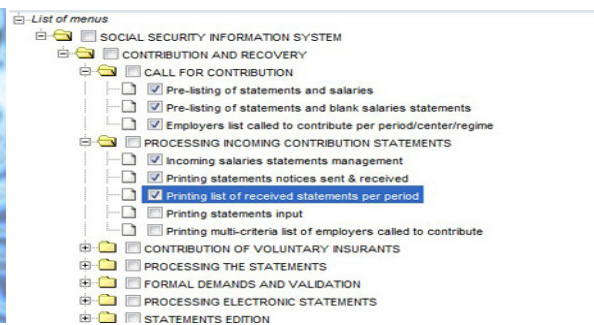 List of menus
SOCIAL SECURITY INFORMATION SYSTEM
CONTRIBUTION AND RECOVERY
CALL FOR CONTRIBUTION
Pre-listing of statements and salaries
Pre-listing of statements and blank salaries statements
Employers list called to contribute per period/center/regime
PROCESSING INCOMING CONTRIBUTION STATEMENTS
Incoming salaries statements management
Printing statements notices sent & received
Printing list of received statements per period
Printing statements input
Printing multi-criteria list of employers called to contribute
CONTRIBUTION OF VOLUNTARY INSURANTS
PROCESSING THE STATEMENTS
FORMAL DEMANDS AND VALIDATION
PROCESSING ELECTRONIC STATEMENTS
STATEMENTS EDITION